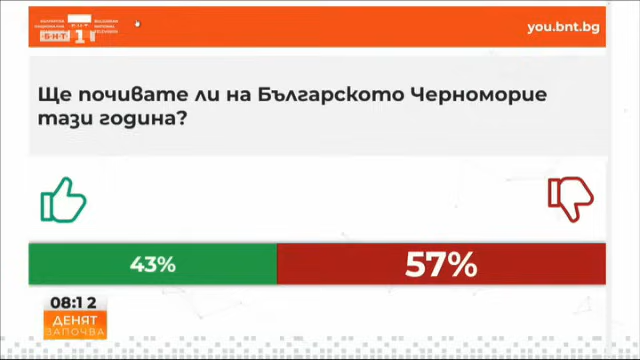 БНТ 1
you.bnt.bg
Ще почивате ли на Българското Черноморие
тази година?
43%
57%
08:12
ДЕНЯТ
ЗАПОЧВА